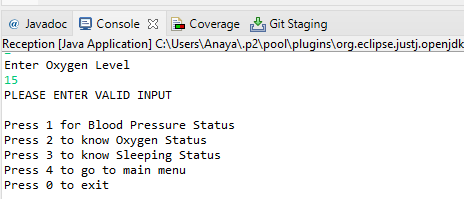 Javadoc Console Coverage Git Staging
Reception [Java Application] C:\Users\Anaya\.p2\pool\plugins\org.eclipse.justj.openjdk
Enter Oxygen Level
15
PLEASE ENTER VALID INPUT
Press 1 for Blood Pressure Status
Press 2 to know Oxygen Status
Press 3 to know Sleeping Status
Press 4 to go to main menu
Press 0 to exit